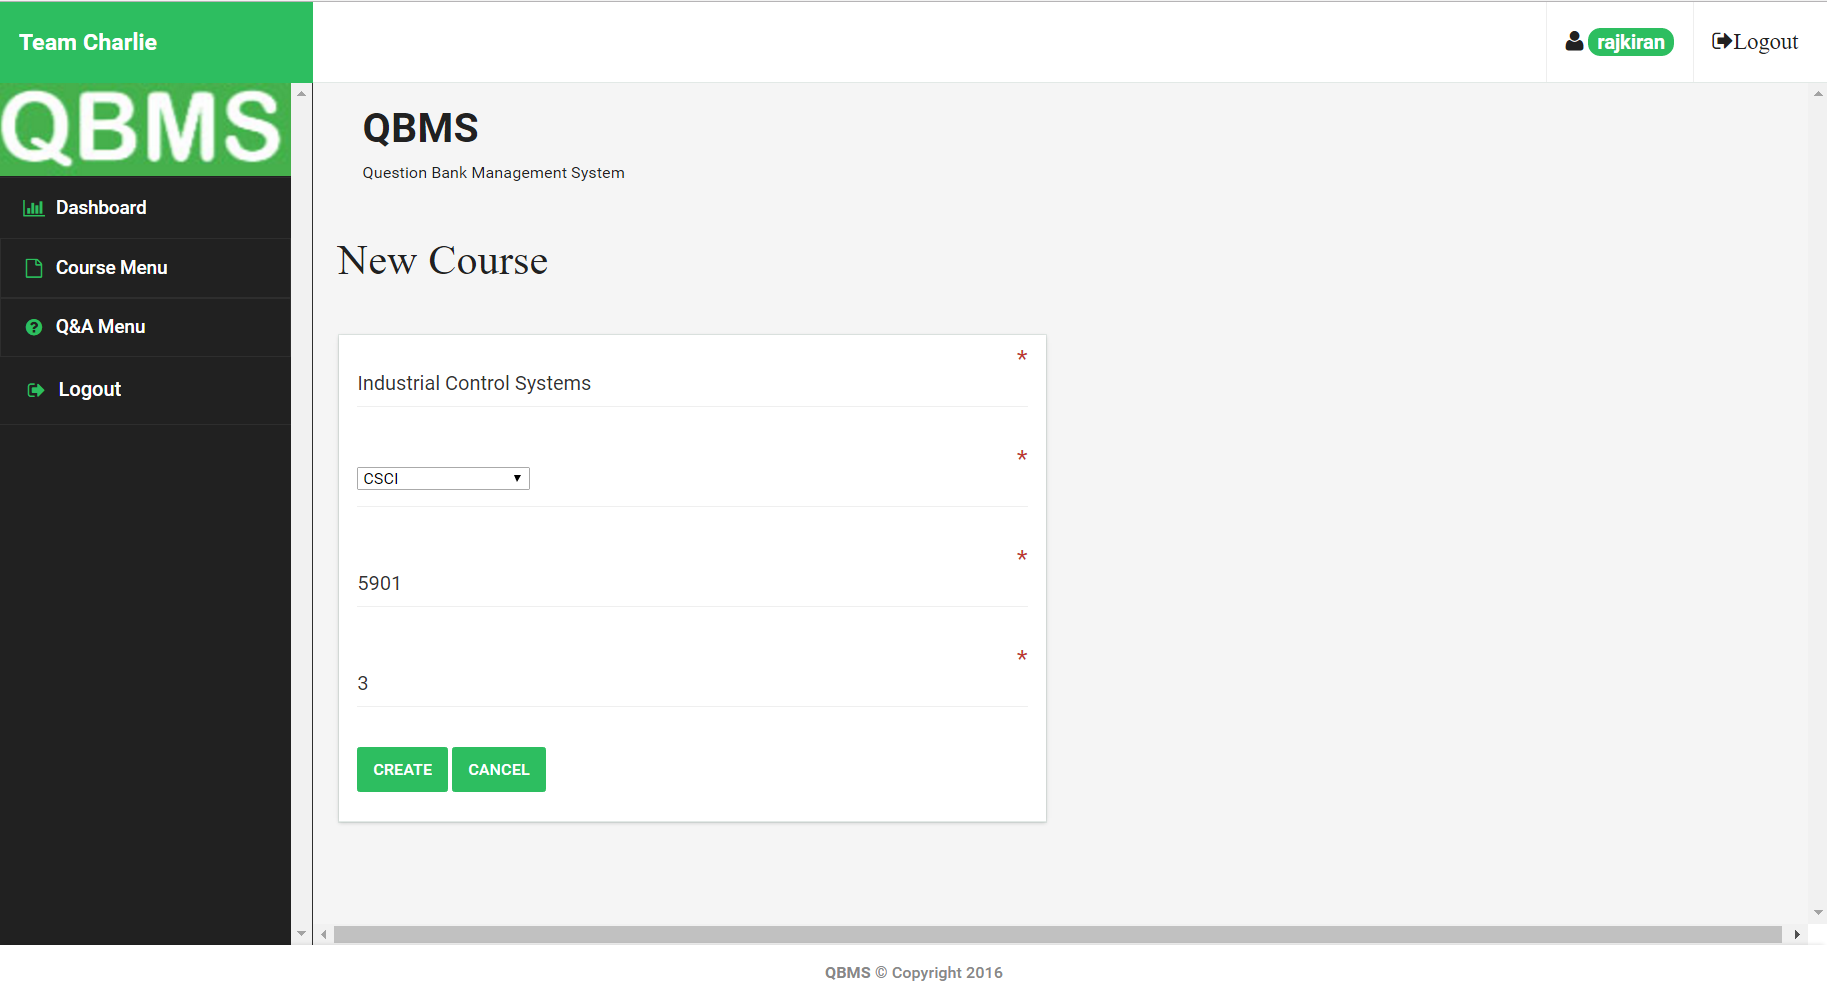 Team Charlie
rajkiran
Logout
QBMS
Dashboard
Course Menu
Q&A Menu
Logout
QBMS
Question Bank Management System
New Course
*
Industrial Control Systems
*
CSCI
*
5901
*
3
CREATE CANCEL
QBMS © Copyright 2016